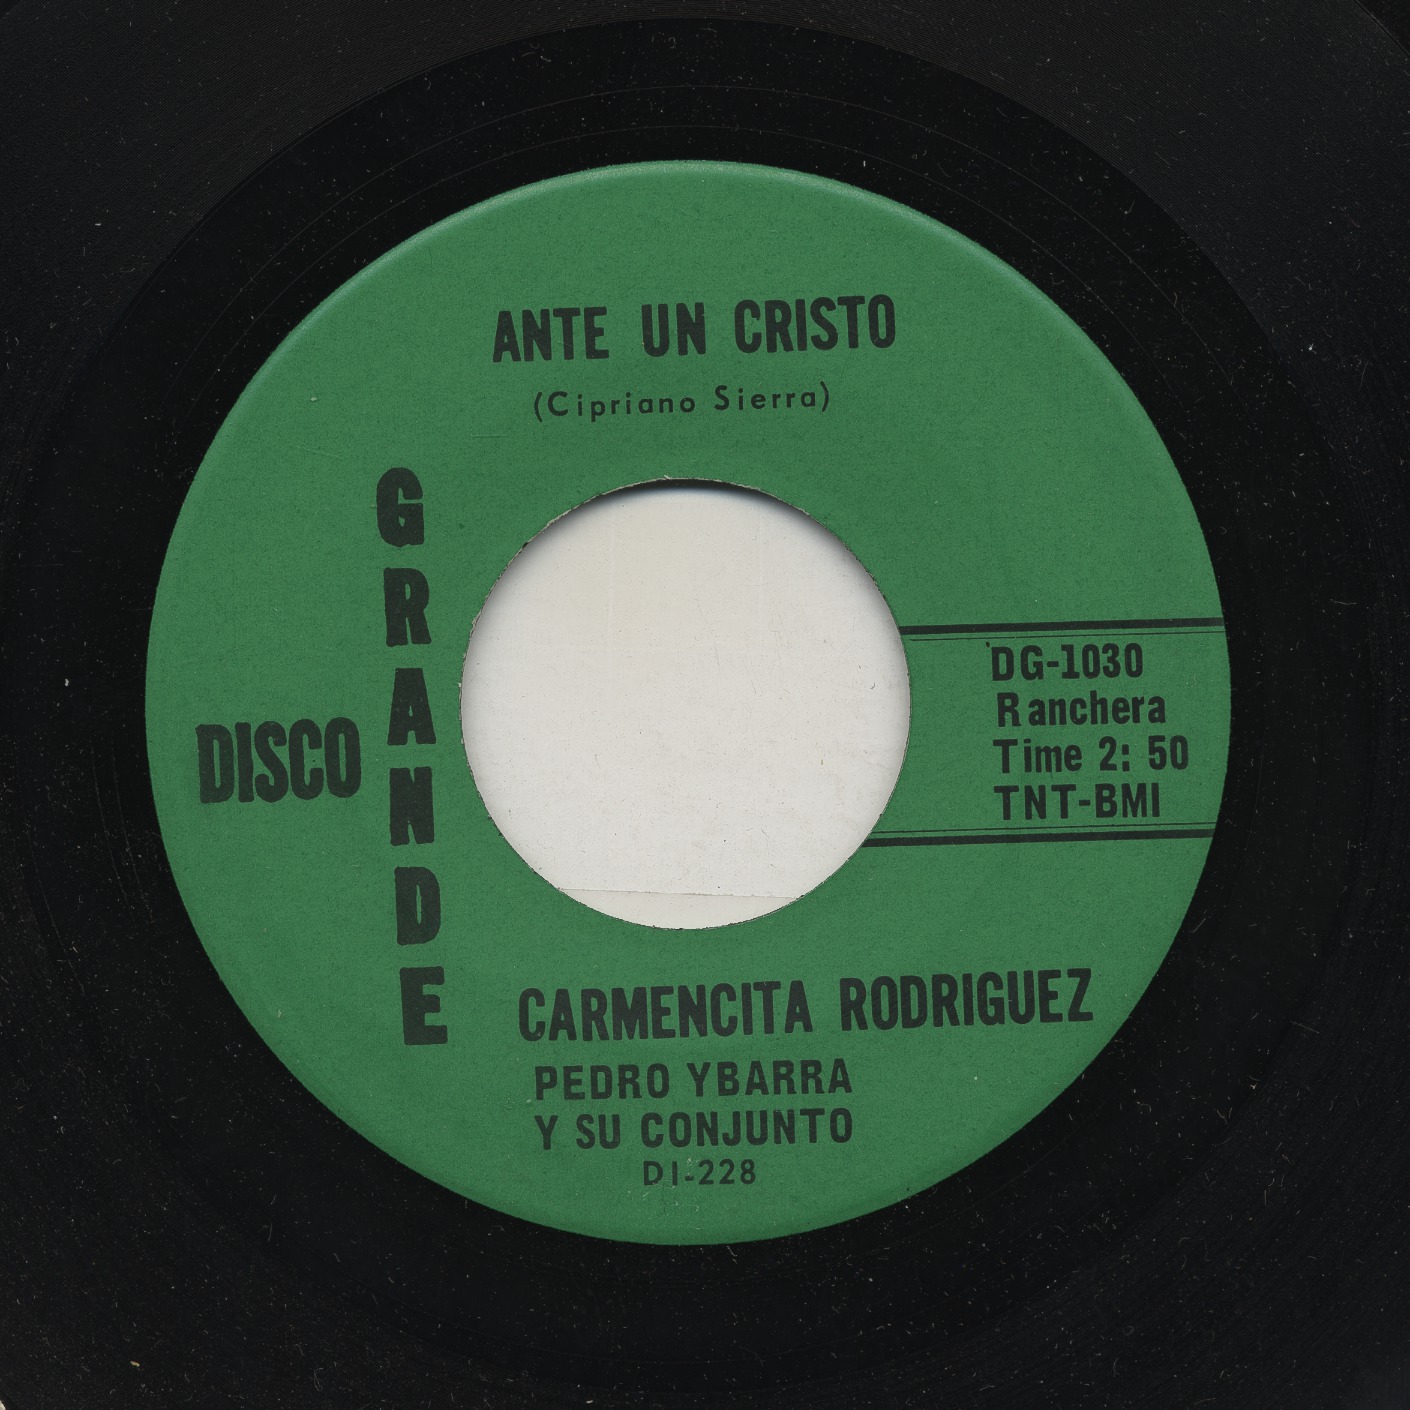 ANTE UN CRISTO
(Cipriano Sierra)
DISCO
GRANDE
DG-1030
Ranchera
Time 2: 50
TNT-BMI
CARMENCITA RODRIGUEZ
PEDRO YBARRA
Y SU CONJUNTO
DI-228